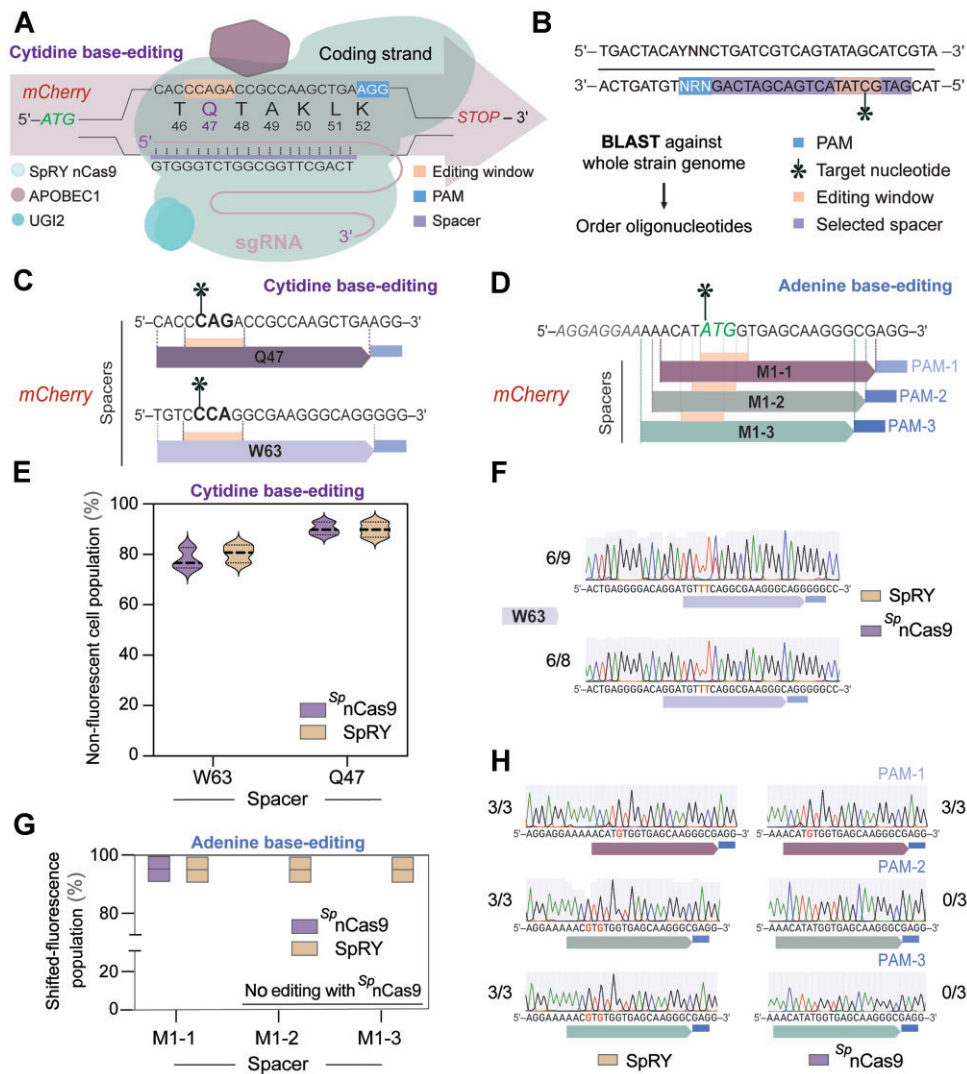 A
Cytidine base-editing
Coding strand
mCherry
CACCCAGACCGCCAAGCTGAAGG
T Q T A K L K
46 47 48 49 50 51 52
5'–ATG
STOP – 3'
5'
GTGGGTCTGGCGGTTCGACT
SpRY nCas9
APOBEC1
UGI2
Editing window
PAM
Spacer
sgRNA
3'
B
5'– TGACTACAYNNCTGATCGTCAGTATAGCATCGTA –3'
3'– ACTGATGTNRNGACTAGCAGTCATATCGTAGCAT –5'
BLAST against
whole strain genome
Order oligonucleotides
PAM
Target nucleotide
Editing window
Selected spacer
C
Cytidine base-editing
5'–CACCCAGACCGCCAAGCTGAAGG–3'
Q47
mCherry
Spacers
5'–TGTCCCAGGCGAAGGGCAGGGGG–3'
W63
D
Adenine base-editing
5'–AGGAGGAAAAACATATGGTGAGCAAGGGCGAGG–3'
mCherry
Spacers
M1-1
PAM-1
M1-2
PAM-2
M1-3
PAM-3
E
Cytidine base-editing
Non-fluorescent cell population (%)
100
80
60
40
20
0
SpnCas9
SpRY
W63
Q47
Spacer
F
6/9
5'–ACTGAGGGGACAGGATGTTTCAGGCGAAGGGCAGGGGGCC–3'
W63
SpRY
SpnCas9
6/8
5'–ACTGAGGGGACAGGATGTTTCAGGCGAAGGGCAGGGGGCC–3'
G
Adenine base-editing
Shifted-fluorescence
population (%)
100
80
20
0
SpnCas9
SpRY
No editing with SpnCas9
M1-1
M1-2
M1-3
Spacer
H
PAM-1
3/3
3/3
5'–AGGAGGAAAAACATGTGGTGAGCAAGGGCGAGG–3'
5'–AAACATGTGGTGAGCAAGGGCGAGG–3'
PAM-2
3/3
0/3
5'–AGGAAAAACGTGTGGTGAGCAAGGGCGAGG–3'
5'–AAACATATGGTGAGCAAGGGCGAGG–3'
PAM-3
3/3
0/3
5'–AGGAAAAACGTGTGGTGAGCAAGGGCGAGG–3'
5'–AAACATATGGTGAGCAAGGGCGAGG–3'
SpRY
SpnCas9